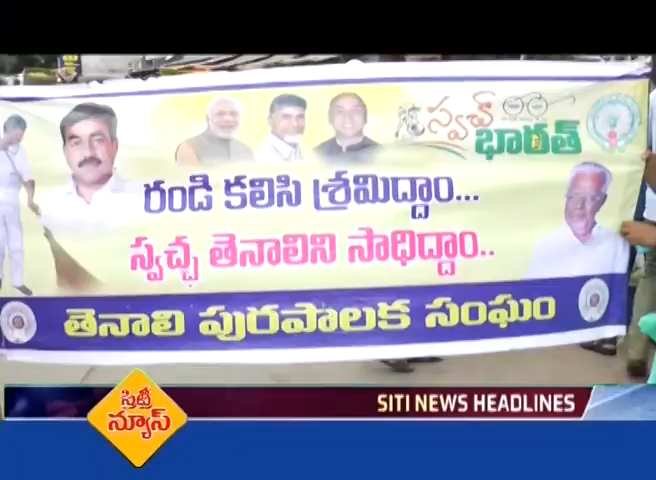 స్వచ్ఛ
భారత్
రండి కలిసి శ్రమిద్దాం...
స్వచ్ఛ తెనాలిని సాధిద్దాం..
తెనాలి పురపాలక సంఘం
సిటీ
న్యూస్
SITI NEWS HEADLINES